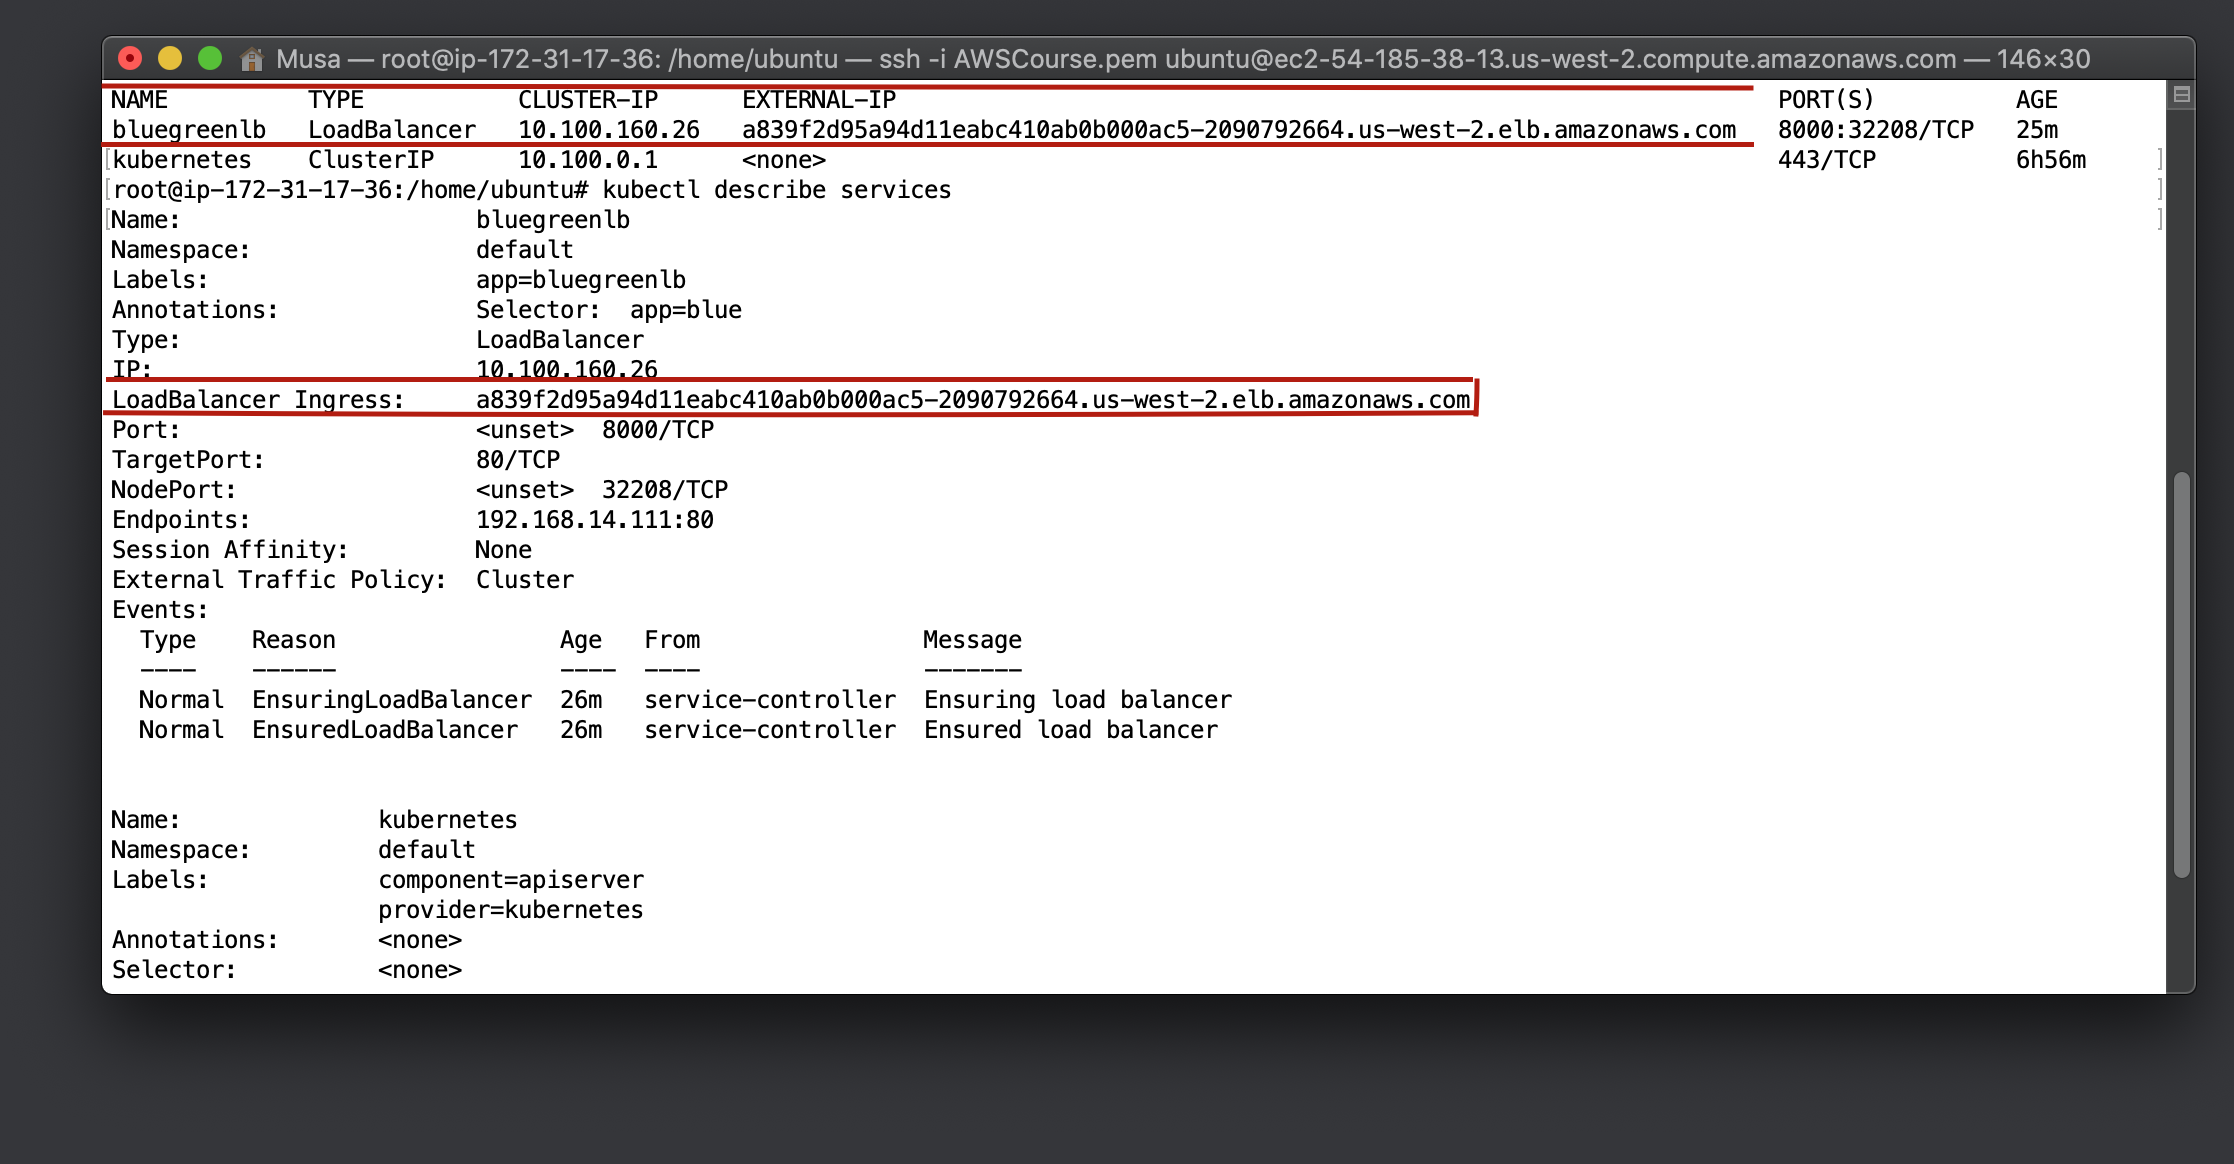 Musa — root@ip-172-31-17-36: /home/ubuntu — ssh -i AWSCourse.pem ubuntu@ec2-54-185-38-13.us-west-2.compute.amazonaws.com — 146×30
NAME          TYPE           CLUSTER-IP      EXTERNAL-IP                                                               PORT(S)          AGE
bluegreenlb   LoadBalancer   10.100.160.26   a839f2d95a94d11eabc410ab0b000ac5-2090792664.us-west-2.elb.amazonaws.com   8000:32208/TCP   25m
kubernetes    ClusterIP      10.100.0.1      <none>                                                                    443/TCP          6h56m
root@ip-172-31-17-36:/home/ubuntu# kubectl describe services
Name:                     bluegreenlb
Namespace:                default
Labels:                   app=bluegreenlb
Annotations:              Selector:  app=blue
Type:                     LoadBalancer
IP:                       10.100.160.26
LoadBalancer Ingress:     a839f2d95a94d11eabc410ab0b000ac5-2090792664.us-west-2.elb.amazonaws.com
Port:                     <unset>  8000/TCP
TargetPort:               80/TCP
NodePort:                 <unset>  32208/TCP
Endpoints:                192.168.14.111:80
Session Affinity:         None
External Traffic Policy:  Cluster
Events:
  Type    Reason                Age   From                Message
  ----    ------                ----  ----                -------
  Normal  EnsuringLoadBalancer  26m   service-controller  Ensuring load balancer
  Normal  EnsuredLoadBalancer   26m   service-controller  Ensured load balancer
Name:              kubernetes
Namespace:         default
Labels:            component=apiserver
                   provider=kubernetes
Annotations:       <none>
Selector:          <none>